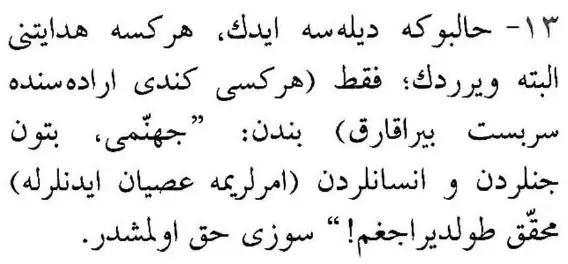 ١٣- حالبوكه ديله‌سه ايدك، هركسه هدايتنى
البته ويرردك؛ فقط (هركسى كندى اراده‌سنده
سربست بيراقارق) بندن: ”جهنّمى، بتون
جنلردن و انسانلردن (امرلريمه عصيان ايدنلرله)
محقّق طولديراجغم!“ سوزى حق اولمشدر.